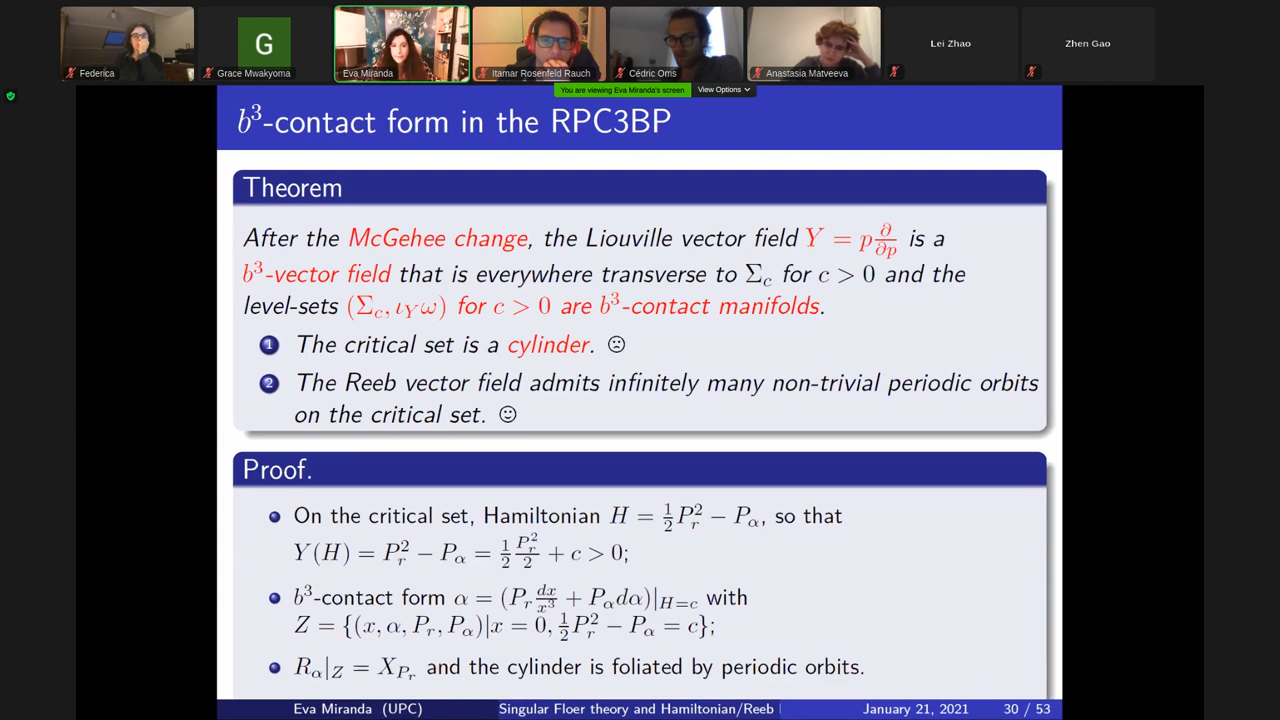 Federica
G
Grace Mwakyoma
Eva Miranda
Itamar Rosenfeld Rauch
Cédric Oms
Anastasia Matveeva
Lei Zhao
Zhen Gao
You are viewing Eva Miranda's screen
View Options
b³-contact form in the RPC3BP
Theorem
After the McGehee change, the Liouville vector field Y = p ∂/∂p is a
b³-vector field that is everywhere transverse to Σ_c for c > 0 and the
level-sets (Σ_c, ι_Y ω) for c > 0 are b³-contact manifolds.
1 The critical set is a cylinder. ☹
2 The Reeb vector field admits infinitely many non-trivial periodic orbits
on the critical set. ☺
Proof.
• On the critical set, Hamiltonian H = ½P_r² − P_α, so that
Y(H) = P_r² − P_α = ½ P_r²/2 + c > 0;
• b³-contact form α = (P_r dx/x³ + P_α dα)|_{H=c} with
Z = {(x, α, P_r, P_α)|x = 0, ½P_r² − P_α = c};
• R_α|_Z = X_{P_r} and the cylinder is foliated by periodic orbits.
Eva Miranda (UPC)
Singular Floer theory and Hamiltonian/Reeb
January 21, 2021
30 / 53